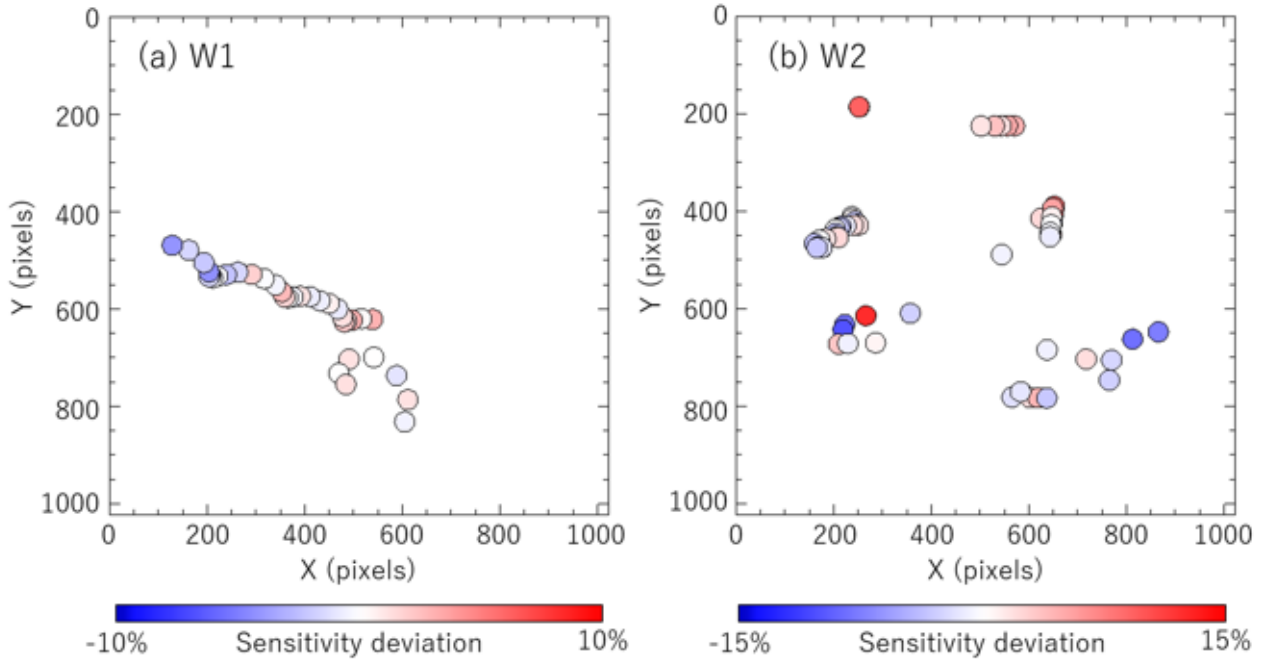 (a) W1
0
200
400
600
800
1000
Y (pixels)
0 200 400 600 800 1000
X (pixels)
-10% Sensitivity deviation 10%
(b) W2
0
200
400
600
800
1000
Y (pixels)
0 200 400 600 800 1000
X (pixels)
-15% Sensitivity deviation 15%